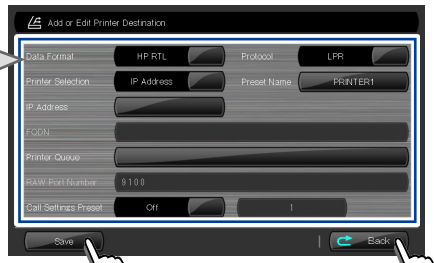 Add or Edit Printer Destination
Data Format HP RTL Protocol LPR
Printer Selection IP Address Preset Name PRINTER1
IP Address
FQDN
Printer Queue
RAW Port Number 9100
Call Settings Preset Off 1
Save Back